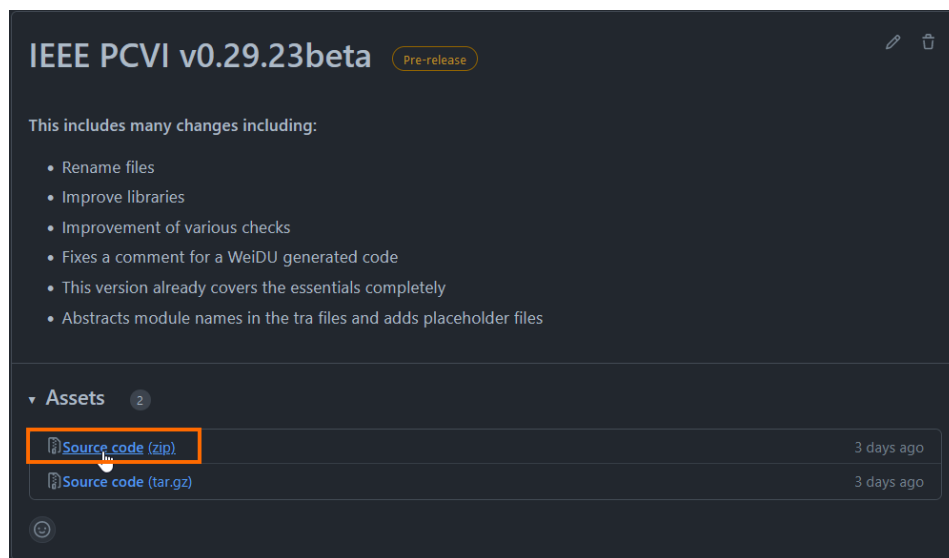 IEEE PCVI v0.29.23beta Pre-release
This includes many changes including:
Rename files
Improve libraries
Improvement of various checks
Fixes a comment for a WeiDU generated code
This version already covers the essentials completely
Abstracts module names in the tra files and adds placeholder files
Assets 2
Source code (zip) 3 days ago
Source code (tar.gz) 3 days ago